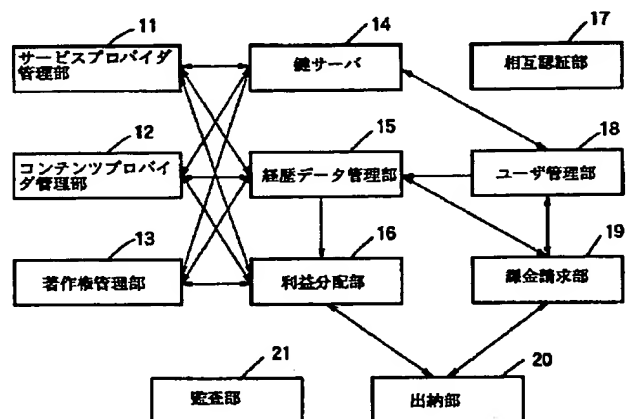 11
サービスプロバイダ
管理部
14
鍵サーバ
17
相互認証部
12
コンテンツプロバイ
ダ管理部
15
経歴データ管理部
18
ユーザ管理部
13
著作権管理部
16
利益分配部
19
課金請求部
21
監査部
20
出納部